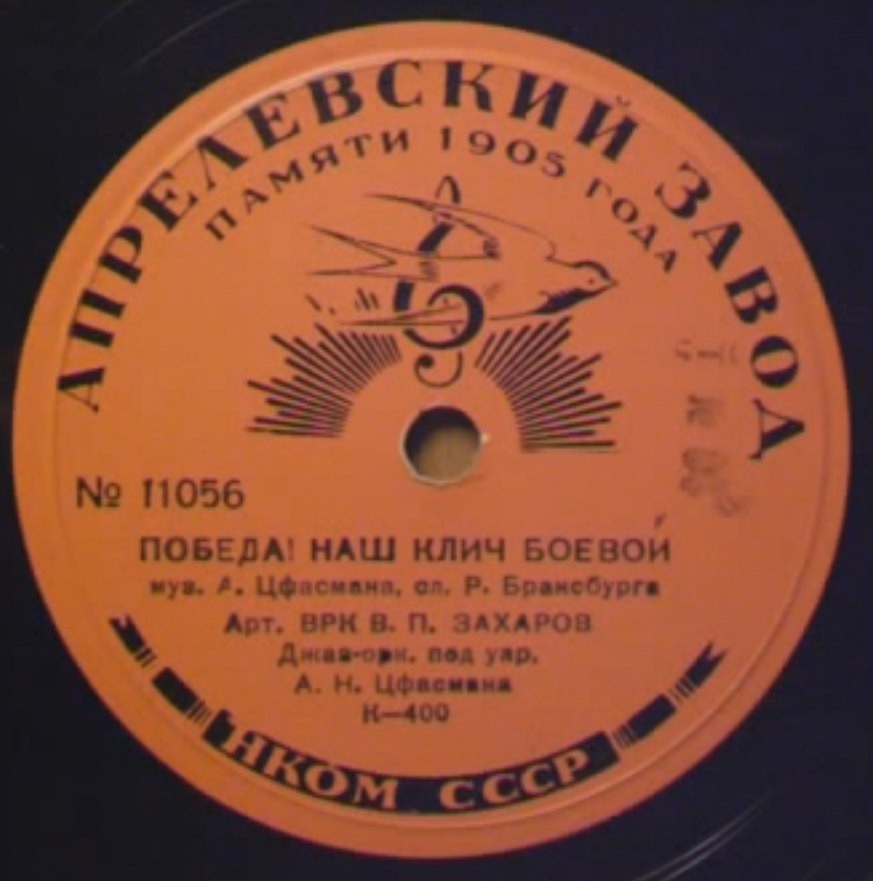 АПРЕЛЕВСКИЙ ЗАВОД
ПАМЯТИ 1905 ГОДА
№ 11056
ПОБЕДА! НАШ КЛИЧ БОЕВОЙ
муз. А. Цфасмана, сл. Р. Брансбурга
Арт. ВРК В. П. ЗАХАРОВ
Джаз-орк. под упр.
А. Н. Цфасмана
К—400
НКОМ СССР